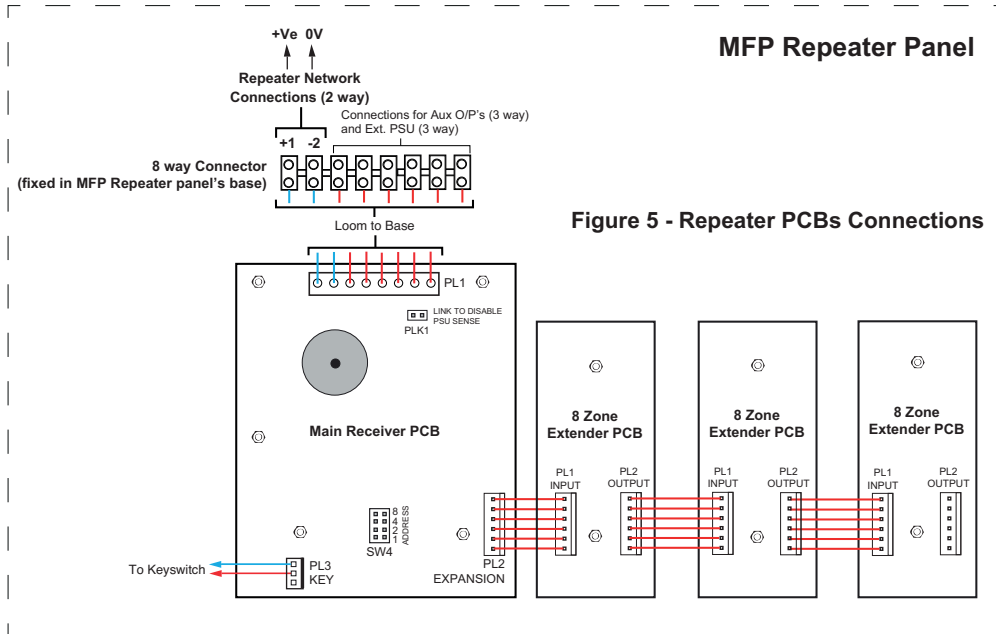 MFP Repeater Panel
+Ve 0V
Repeater Network
Connections (2 way)
Connections for Aux O/P's (3 way)
and Ext. PSU (3 way)
+1 -2
8 way Connector
(fixed in MFP Repeater panel's base)
Loom to Base
Figure 5 - Repeater PCBs Connections
PL1
LINK TO DISABLE
PSU SENSE
PLK1
Main Receiver PCB
8
4
2
1
ADDRESS
SW4
To Keyswitch
PL3
KEY
PL2
EXPANSION
8 Zone
Extender PCB
PL1
INPUT
PL2
OUTPUT
8 Zone
Extender PCB
PL1
INPUT
PL2
OUTPUT
8 Zone
Extender PCB
PL1
INPUT
PL2
OUTPUT